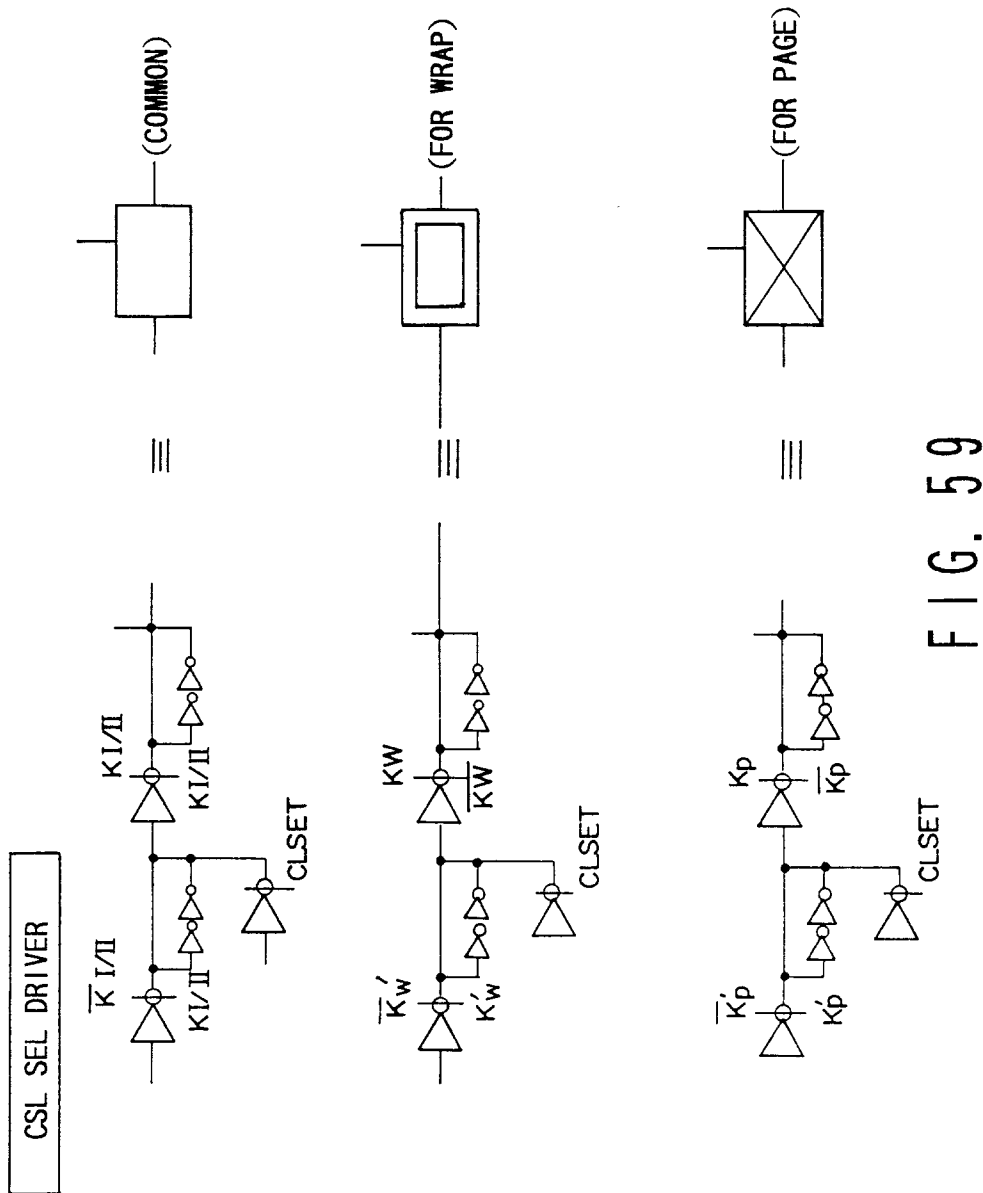 CSL SEL DRIVER
K̅ I/II
KI/II
KI/II
KI/II
CLSET
(COMMON)
K̅w'
K'w
KW
K̅W̅
CLSET
(FOR WRAP)
K̅'p
K'p
Kp
K̅p
CLSET
(FOR PAGE)
FIG. 59